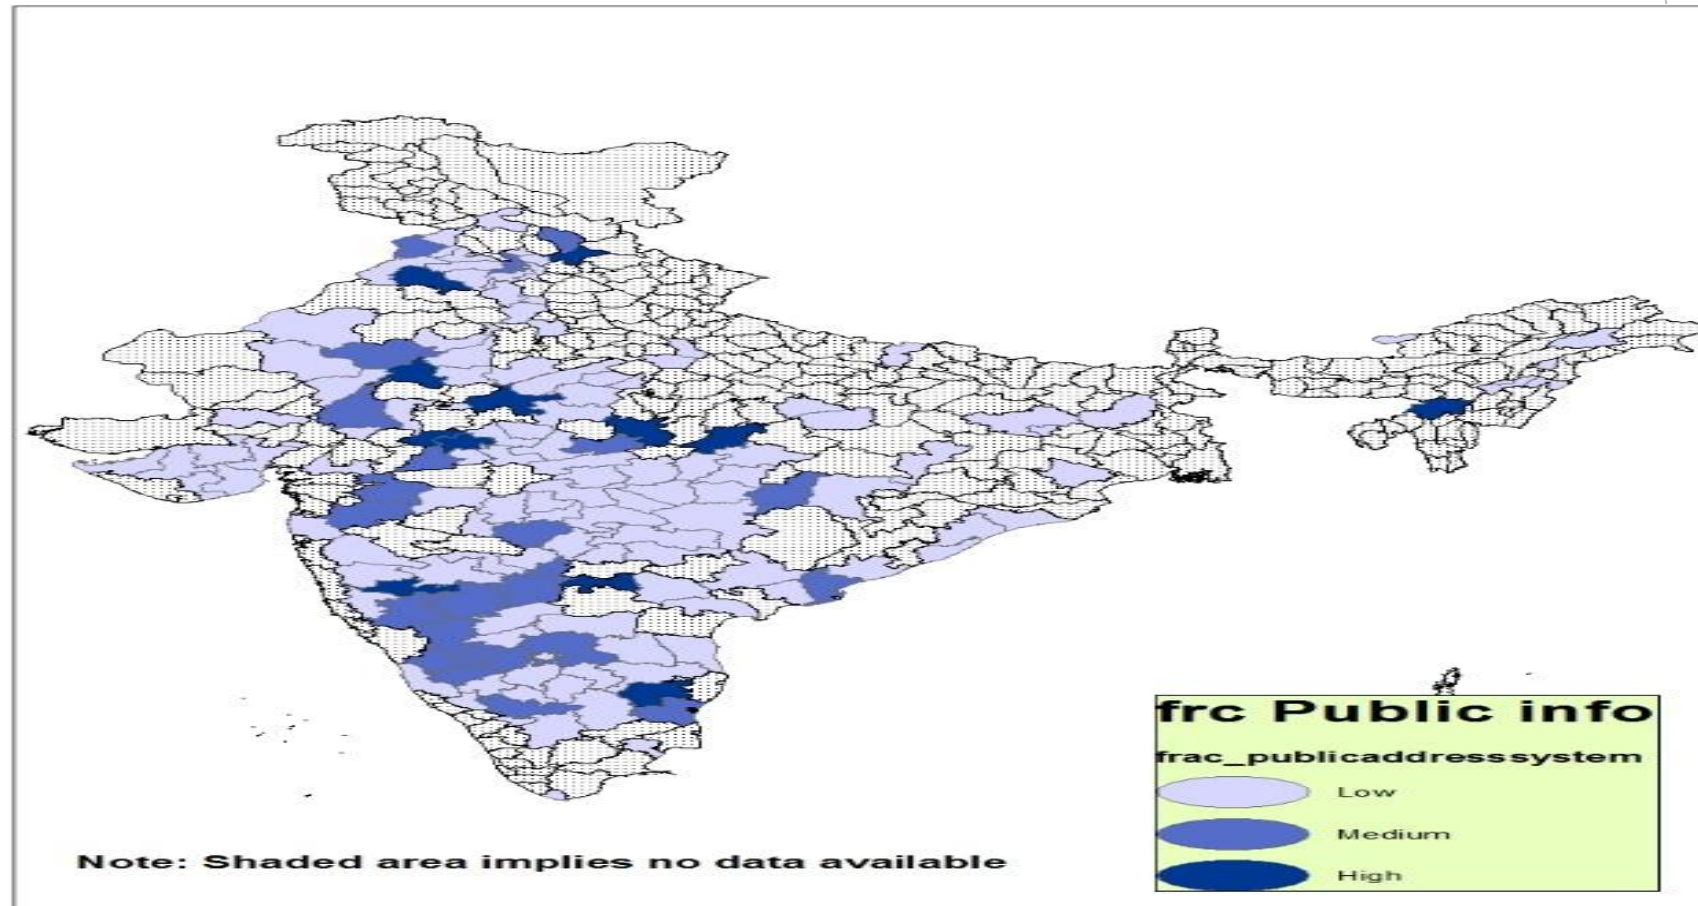 frc Public info
frac_publicaddresssystem
Low
Medium
High
Note: Shaded area implies no data available